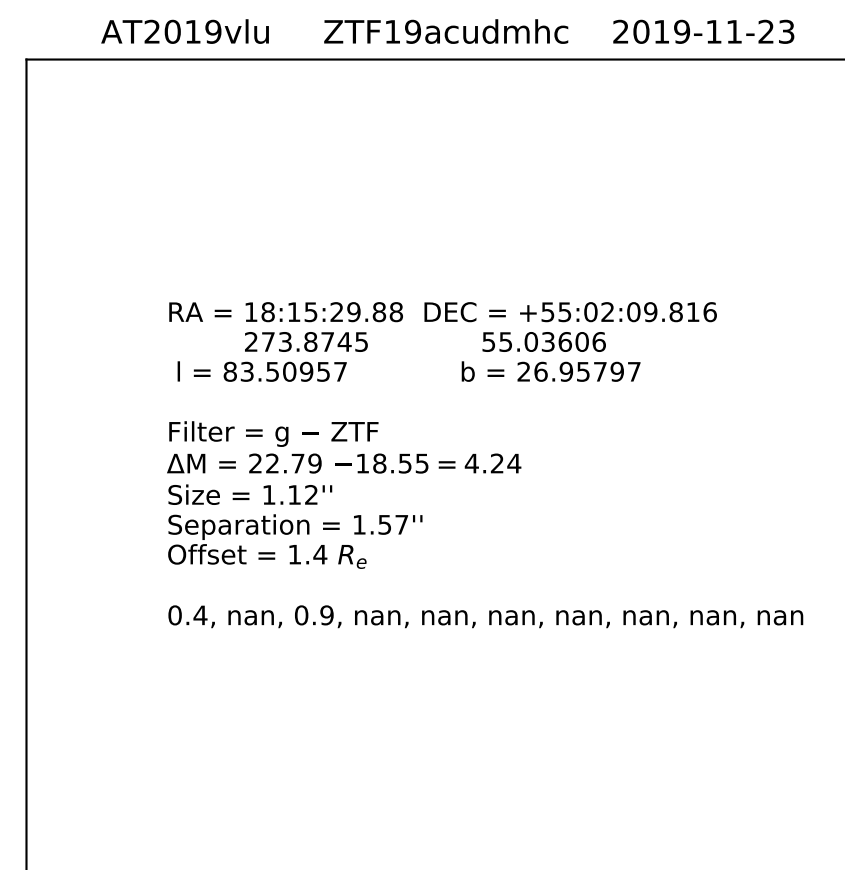 AT2019vlu ZTF19acudmhc 2019-11-23
RA = 18:15:29.88 DEC = +55:02:09.816
273.8745 55.03606
l = 83.50957 b = 26.95797
Filter = g − ZTF
ΔM = 22.79 −18.55 = 4.24
Size = 1.12''
Separation = 1.57''
Offset = 1.4 Re
0.4, nan, 0.9, nan, nan, nan, nan, nan, nan, nan